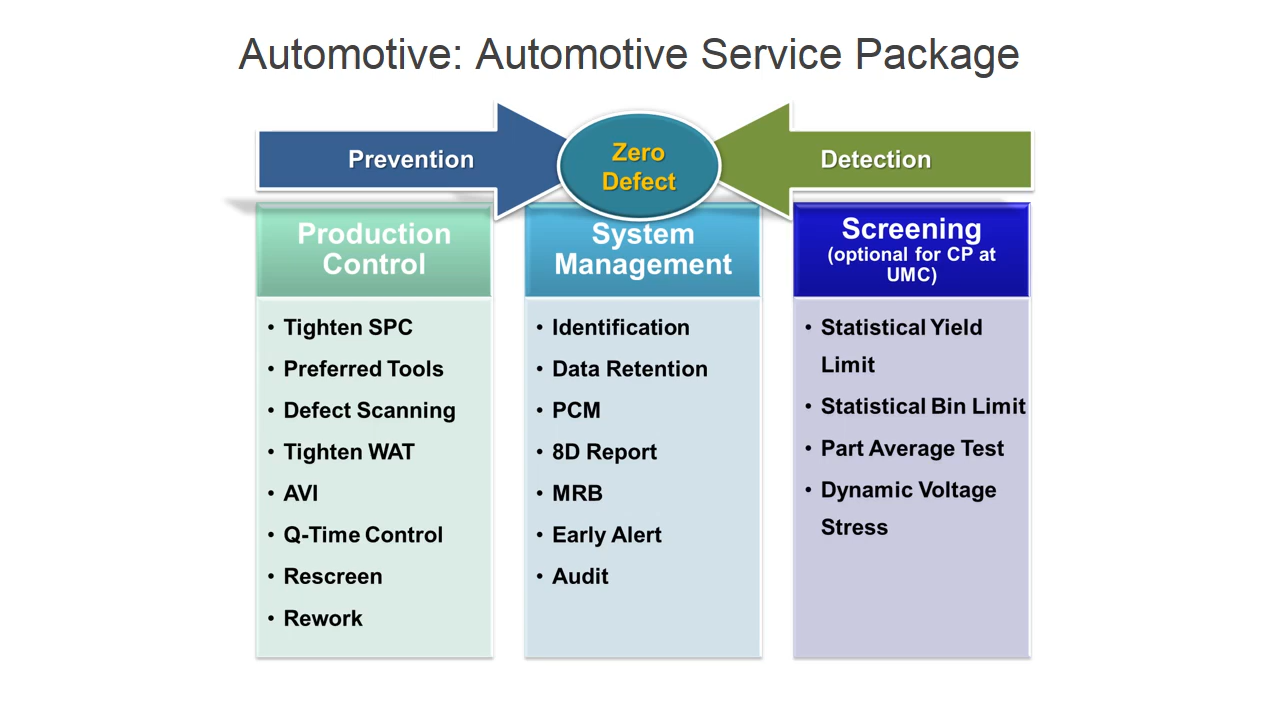 Automotive: Automotive Service Package
Prevention
Zero
Defect
Detection
Production
Control
• Tighten SPC
• Preferred Tools
• Defect Scanning
• Tighten WAT
• AVI
• Q-Time Control
• Rescreen
• Rework
System
Management
• Identification
• Data Retention
• PCM
• 8D Report
• MRB
• Early Alert
• Audit
Screening
(optional for CP at
UMC)
• Statistical Yield
Limit
• Statistical Bin Limit
• Part Average Test
• Dynamic Voltage
Stress